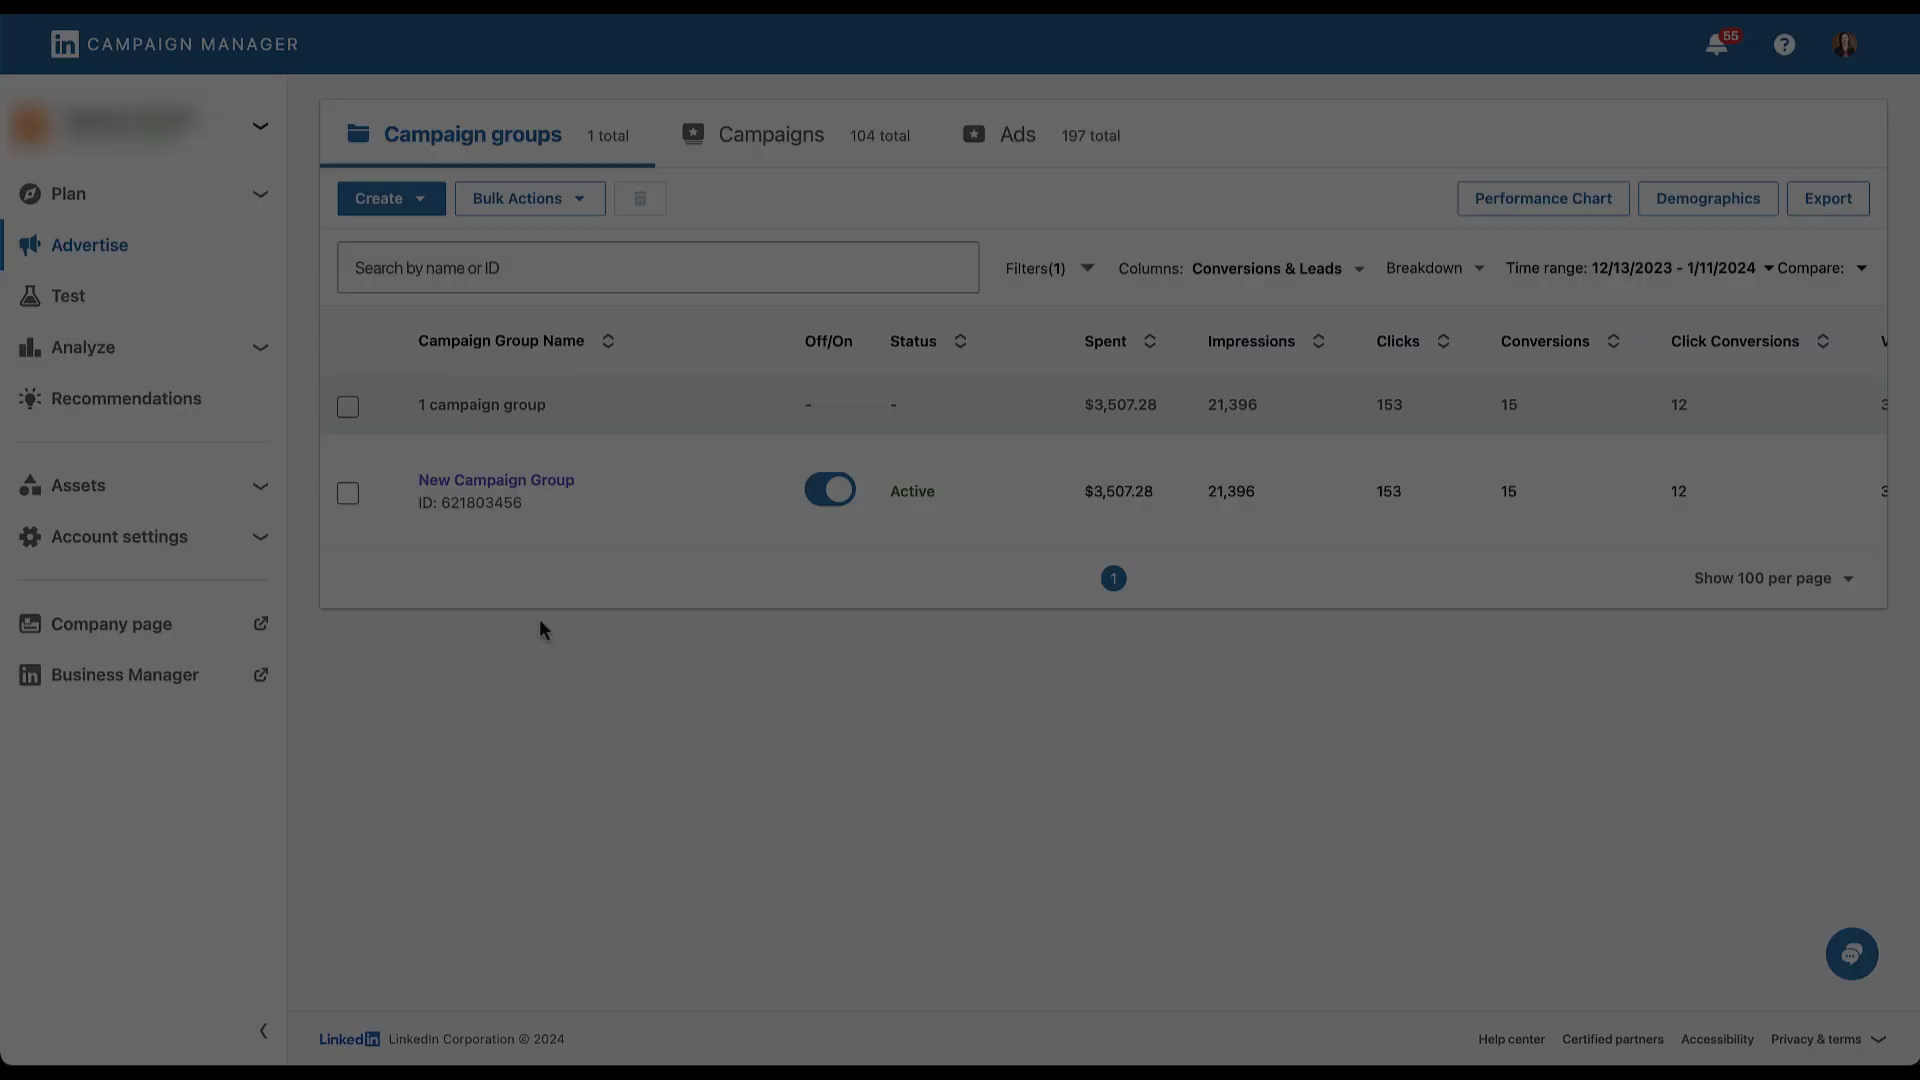 in CAMPAIGN MANAGER
55
Campaign groups 1 total Campaigns 104 total Ads 197 total
Plan
Advertise
Test
Analyze
Recommendations
Assets
Account settings
Company page
Business Manager
Create Bulk Actions Performance Chart Demographics Export
Search by name or ID Filters(1) Columns: Conversions & Leads Breakdown Time range: 12/13/2023 - 1/11/2024 Compare:
Campaign Group Name Off/On Status Spent Impressions Clicks Conversions Click Conversions
1 campaign group - - $3,507.28 21,396 153 15 12
New Campaign Group
ID: 621803456
Active $3,507.28 21,396 153 15 12
1 Show 100 per page
LinkedIn LinkedIn Corporation © 2024 Help center Certified partners Accessibility Privacy & terms